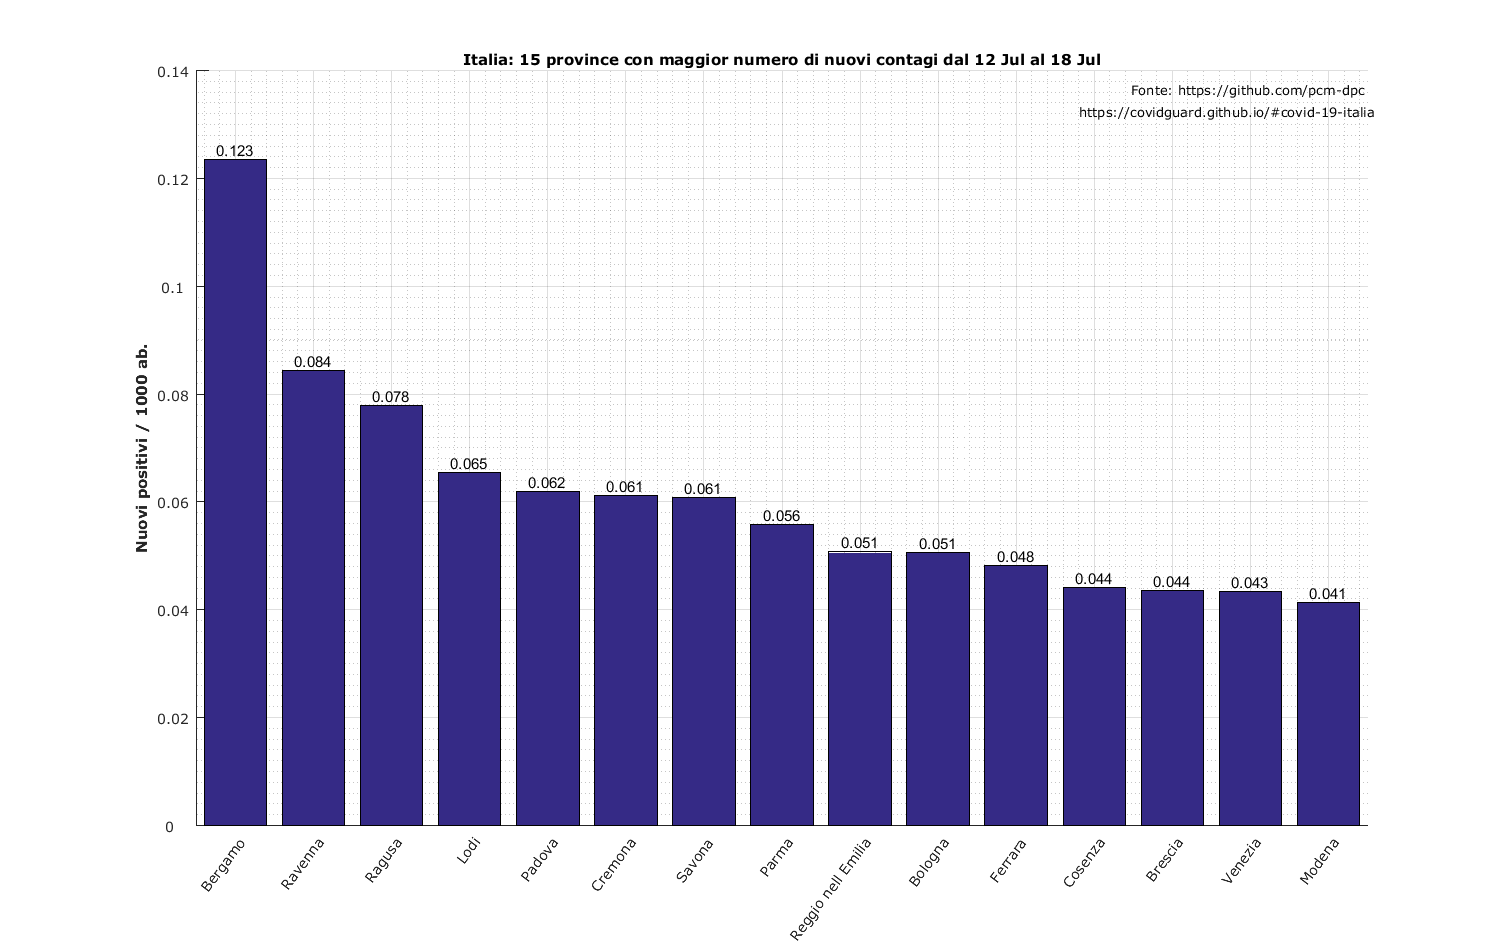 Italia: 15 province con maggior numero di nuovi contagi dal 12 Jul al 18 Jul
Fonte: https://github.com/pcm-dpc
https://covidguard.github.io/#covid-19-italia
Nuovi positivi / 1000 ab.
0.14
0.12
0.1
0.08
0.06
0.04
0.02
0
0.123
0.084
0.078
0.065
0.062
0.061
0.061
0.056
0.051
0.051
0.048
0.044
0.044
0.043
0.041
Bergamo
Ravenna
Ragusa
Lodi
Padova
Cremona
Savona
Parma
Reggio nell Emilia
Bologna
Ferrara
Cosenza
Brescia
Venezia
Modena